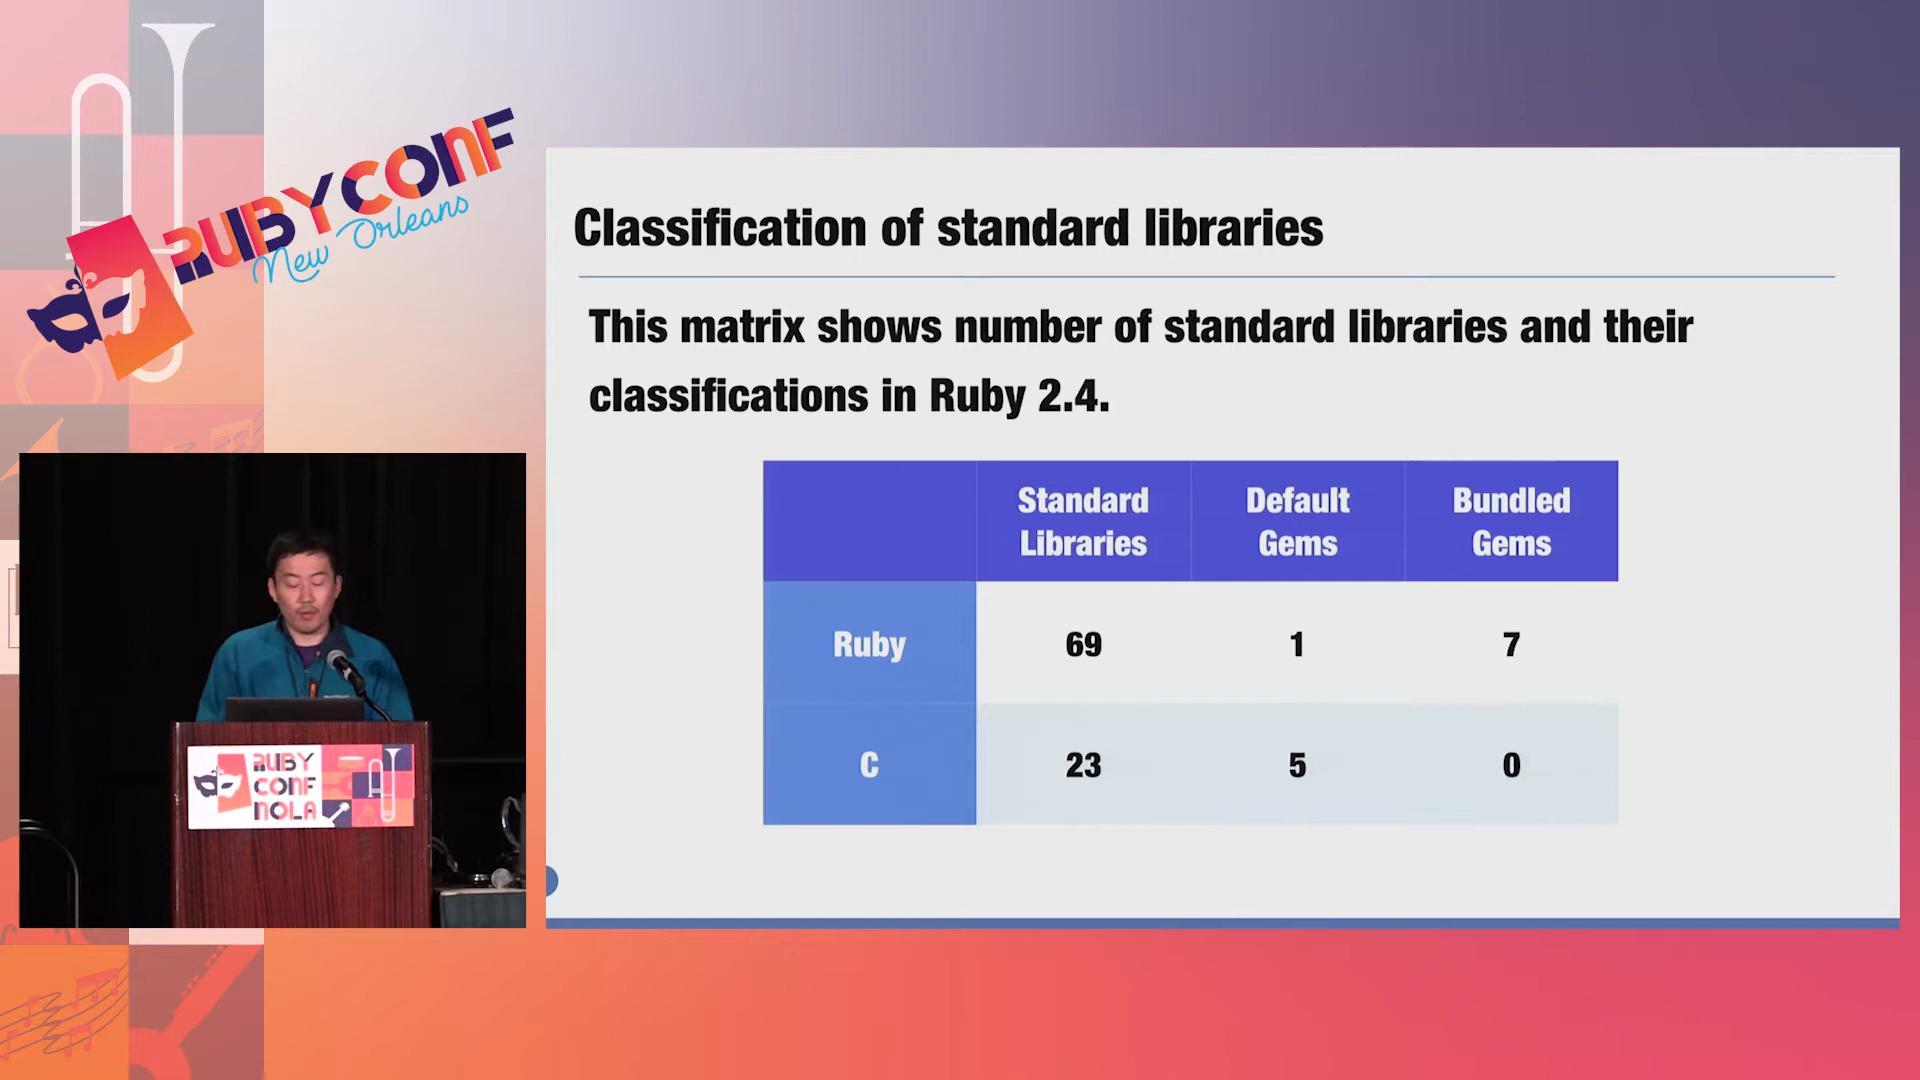 RUBYCONF
New Orleans
Classification of standard libraries
This matrix shows number of standard libraries and their
classifications in Ruby 2.4.
Standard Libraries
Default Gems
Bundled Gems
Ruby 69 1 7
C 23 5 0
RUBY
CONF
NOLA